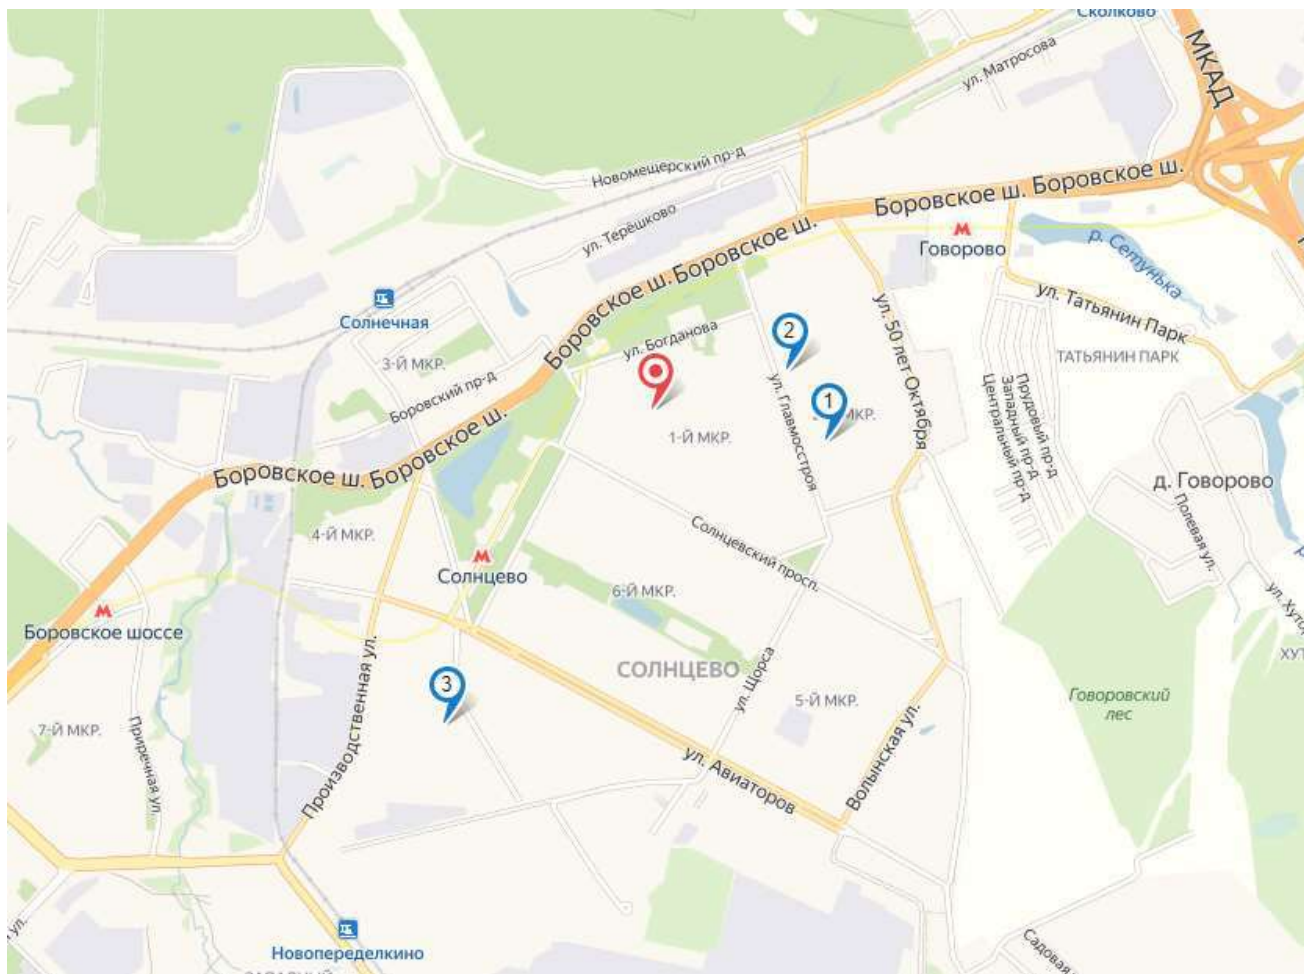 Сколково
МКАД
ул. Матросова
Новомещерский пр-д
Боровское ш. Боровское ш.
ул. Терёшково
Говорово
р. Сетунька
Боровское ш. Боровское ш.
Солнечная
ул. Татьянин Парк
ул. 50 лет Октября
ул. Богданова
2
ТАТЬЯНИН ПАРК
3-Й МКР.
Боровский пр-д
ул. Главмосстроя
1
МКР.
1-Й МКР.
Прудовый пр-д
Западный пр-д
Центральный пр-д
Боровское ш. Боровское ш.
д. Говорово
Полевая ул.
4-Й МКР.
Солнцевский просп.
Солнцево
6-Й МКР.
Боровское шоссе
СОЛНЦЕВО
3
ул. Щорса
5-Й МКР.
Говоровский
лес
7-Й МКР.
Приречная ул.
Производственная ул.
ул. Авиаторов
Волынская ул.
Новопеределкино
Садовая